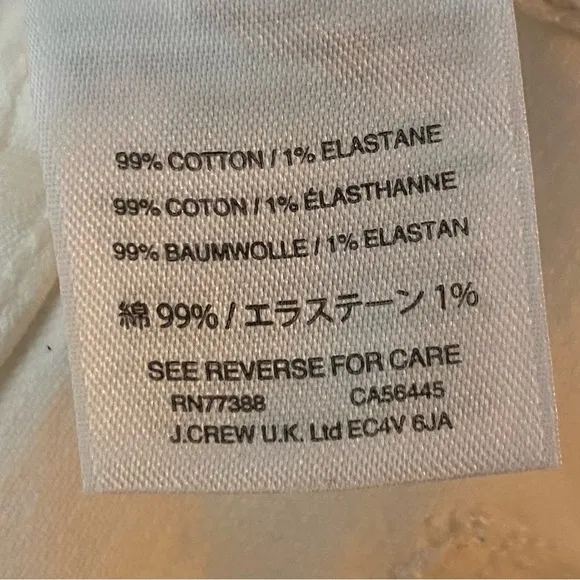 99% COTTON / 1% ELASTANE
99% COTON / 1% ÉLASTHANNE
99% BAUMWOLLE / 1% ELASTAN
綿 99% / エラステーン 1%
SEE REVERSE FOR CARE
RN77388 CA56445
J.CREW U.K. Ltd EC4V 6JA